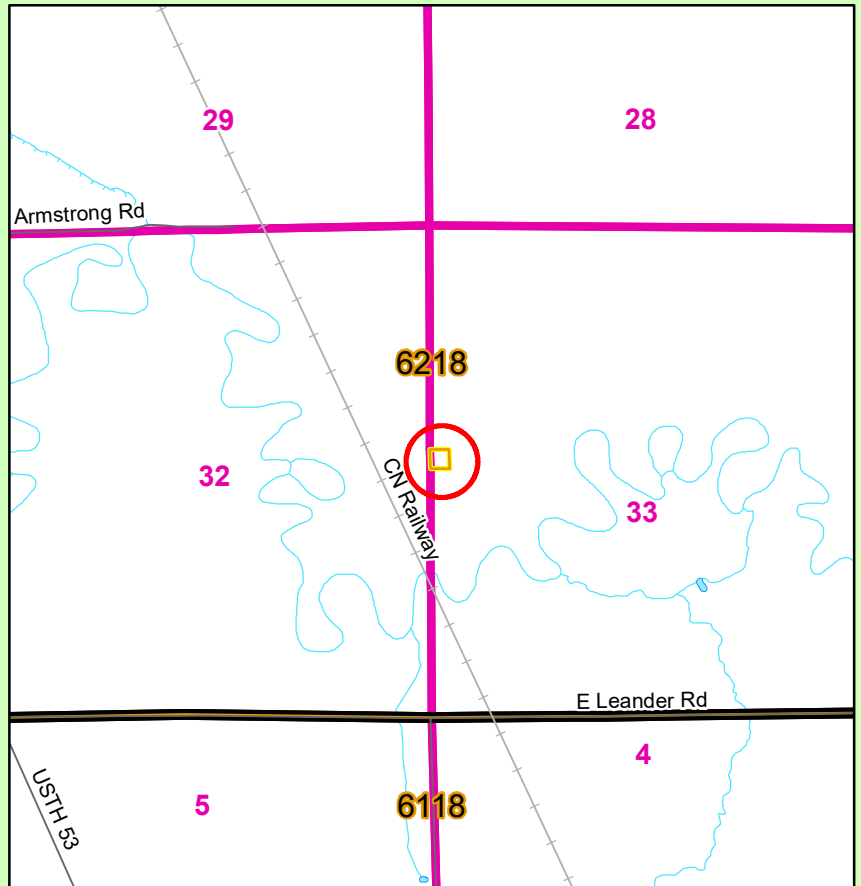 29
28
Armstrong Rd
6218
32
CN Railway
33
E Leander Rd
4
USTH 53
5
6118